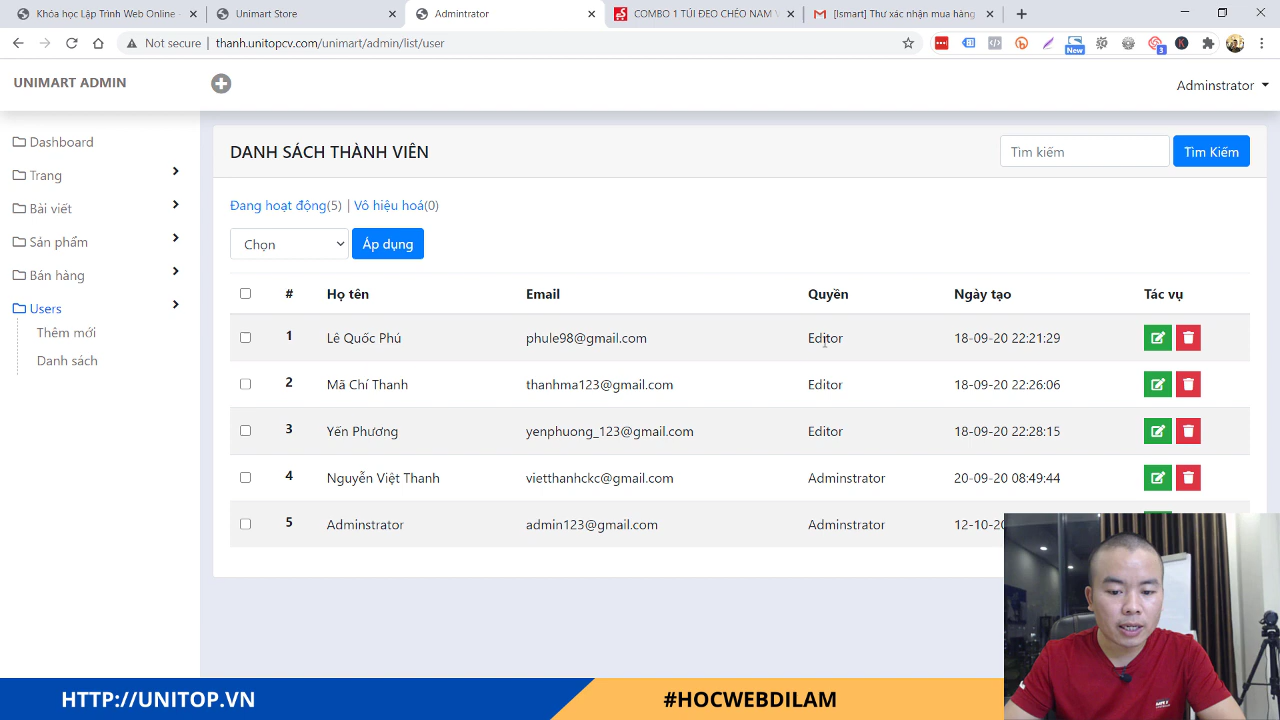 Khóa học Lập Trình Web Online
Unimart Store
Admintrator
COMBO 1 TÚI ĐEO CHÉO NAM V
[Ismart] Thư xác nhận mua hàng
Not secure | thanh.unitopcv.com/unimart/admin/list/user
New
3
UNIMART ADMIN
Adminstrator
Dashboard
Trang
Bài viết
Sản phẩm
Bán hàng
Users
Thêm mới
Danh sách
DANH SÁCH THÀNH VIÊN
Tìm kiếm
Tìm Kiếm
Đang hoạt động(5) | Vô hiệu hoá(0)
Chọn
Áp dụng
# Họ tên Email Quyền Ngày tạo Tác vụ
1 Lê Quốc Phú phule98@gmail.com Editor 18-09-20 22:21:29
2 Mã Chí Thanh thanhma123@gmail.com Editor 18-09-20 22:26:06
3 Yến Phương yenphuong_123@gmail.com Editor 18-09-20 22:28:15
4 Nguyễn Việt Thanh vietthanhckc@gmail.com Adminstrator 20-09-20 08:49:44
5 Adminstrator admin123@gmail.com Adminstrator 12-10-20
HTTP://UNITOP.VN
#HOCWEBDILAM